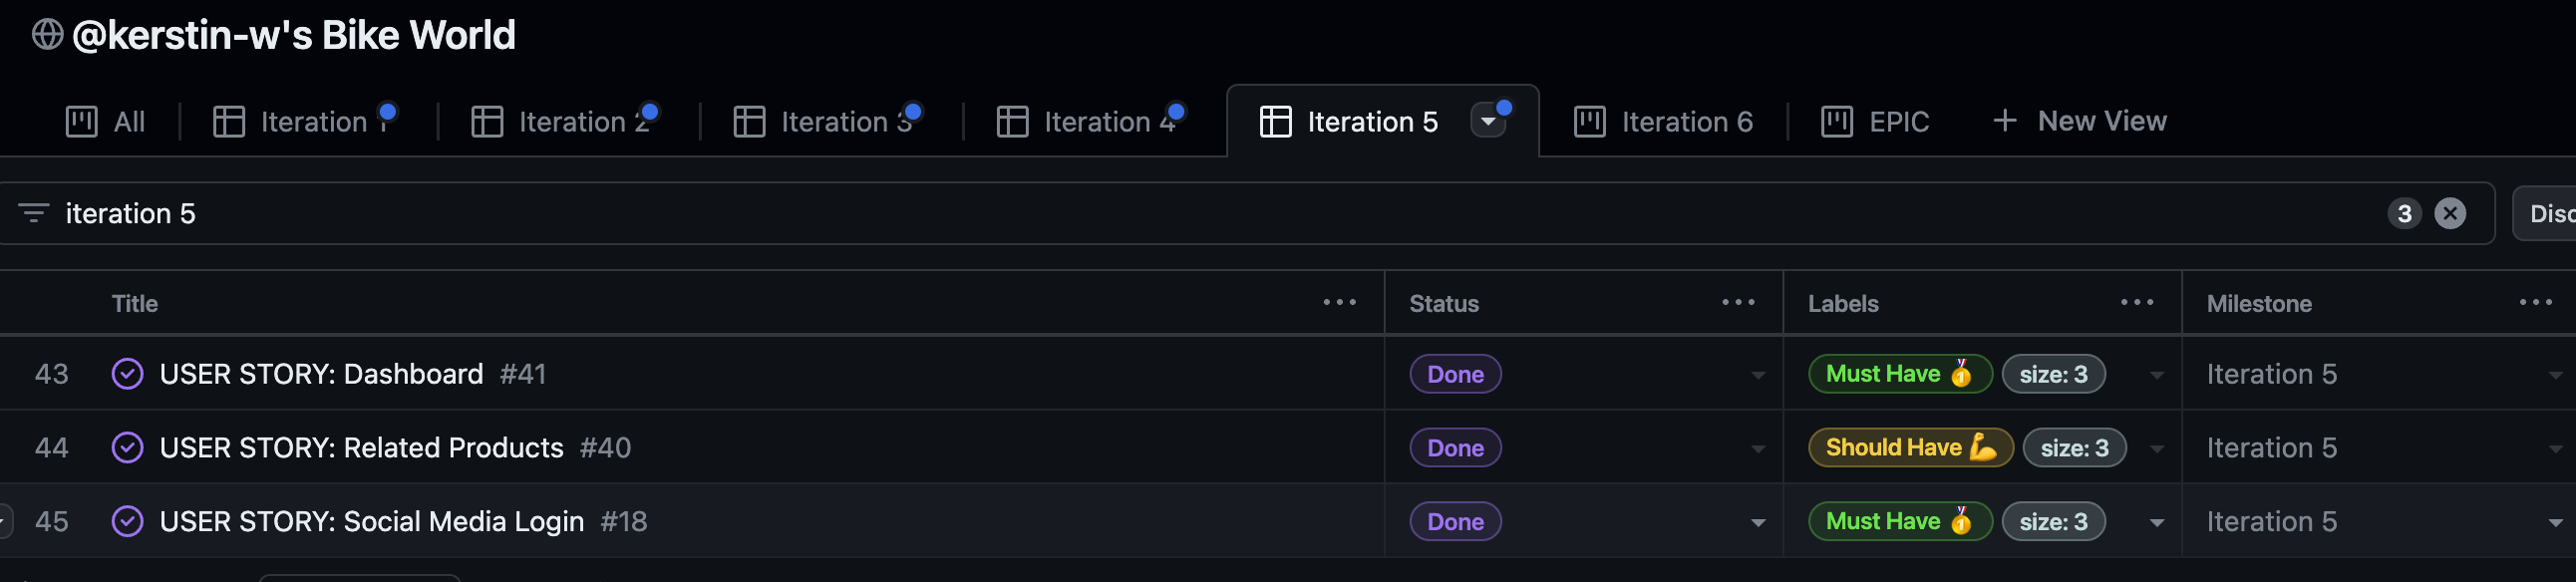 @kerstin-w's Bike World
All Iteration 1 Iteration 2 Iteration 3 Iteration 4 Iteration 5 Iteration 6 EPIC + New View
iteration 5 3 Disc
Title Status Labels Milestone
43 USER STORY: Dashboard #41 Done Must Have 🏅 size: 3 Iteration 5
44 USER STORY: Related Products #40 Done Should Have 💪 size: 3 Iteration 5
45 USER STORY: Social Media Login #18 Done Must Have 🏅 size: 3 Iteration 5